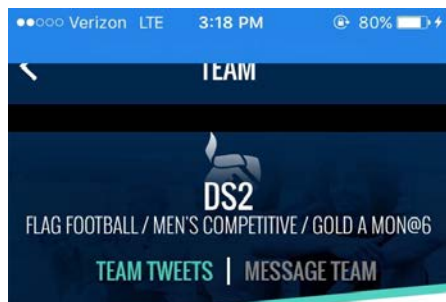 Verizon LTE 3:18 PM 80%
TEAM
DS2
FLAG FOOTBALL / MEN'S COMPETITIVE / GOLD A MON@6
TEAM TWEETS | MESSAGE TEAM